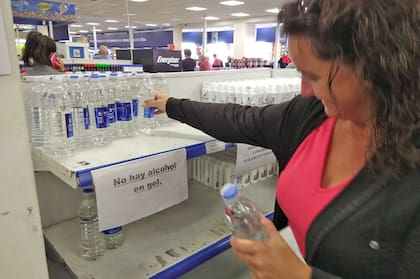 Energizer
No hay alcohol
en gel.